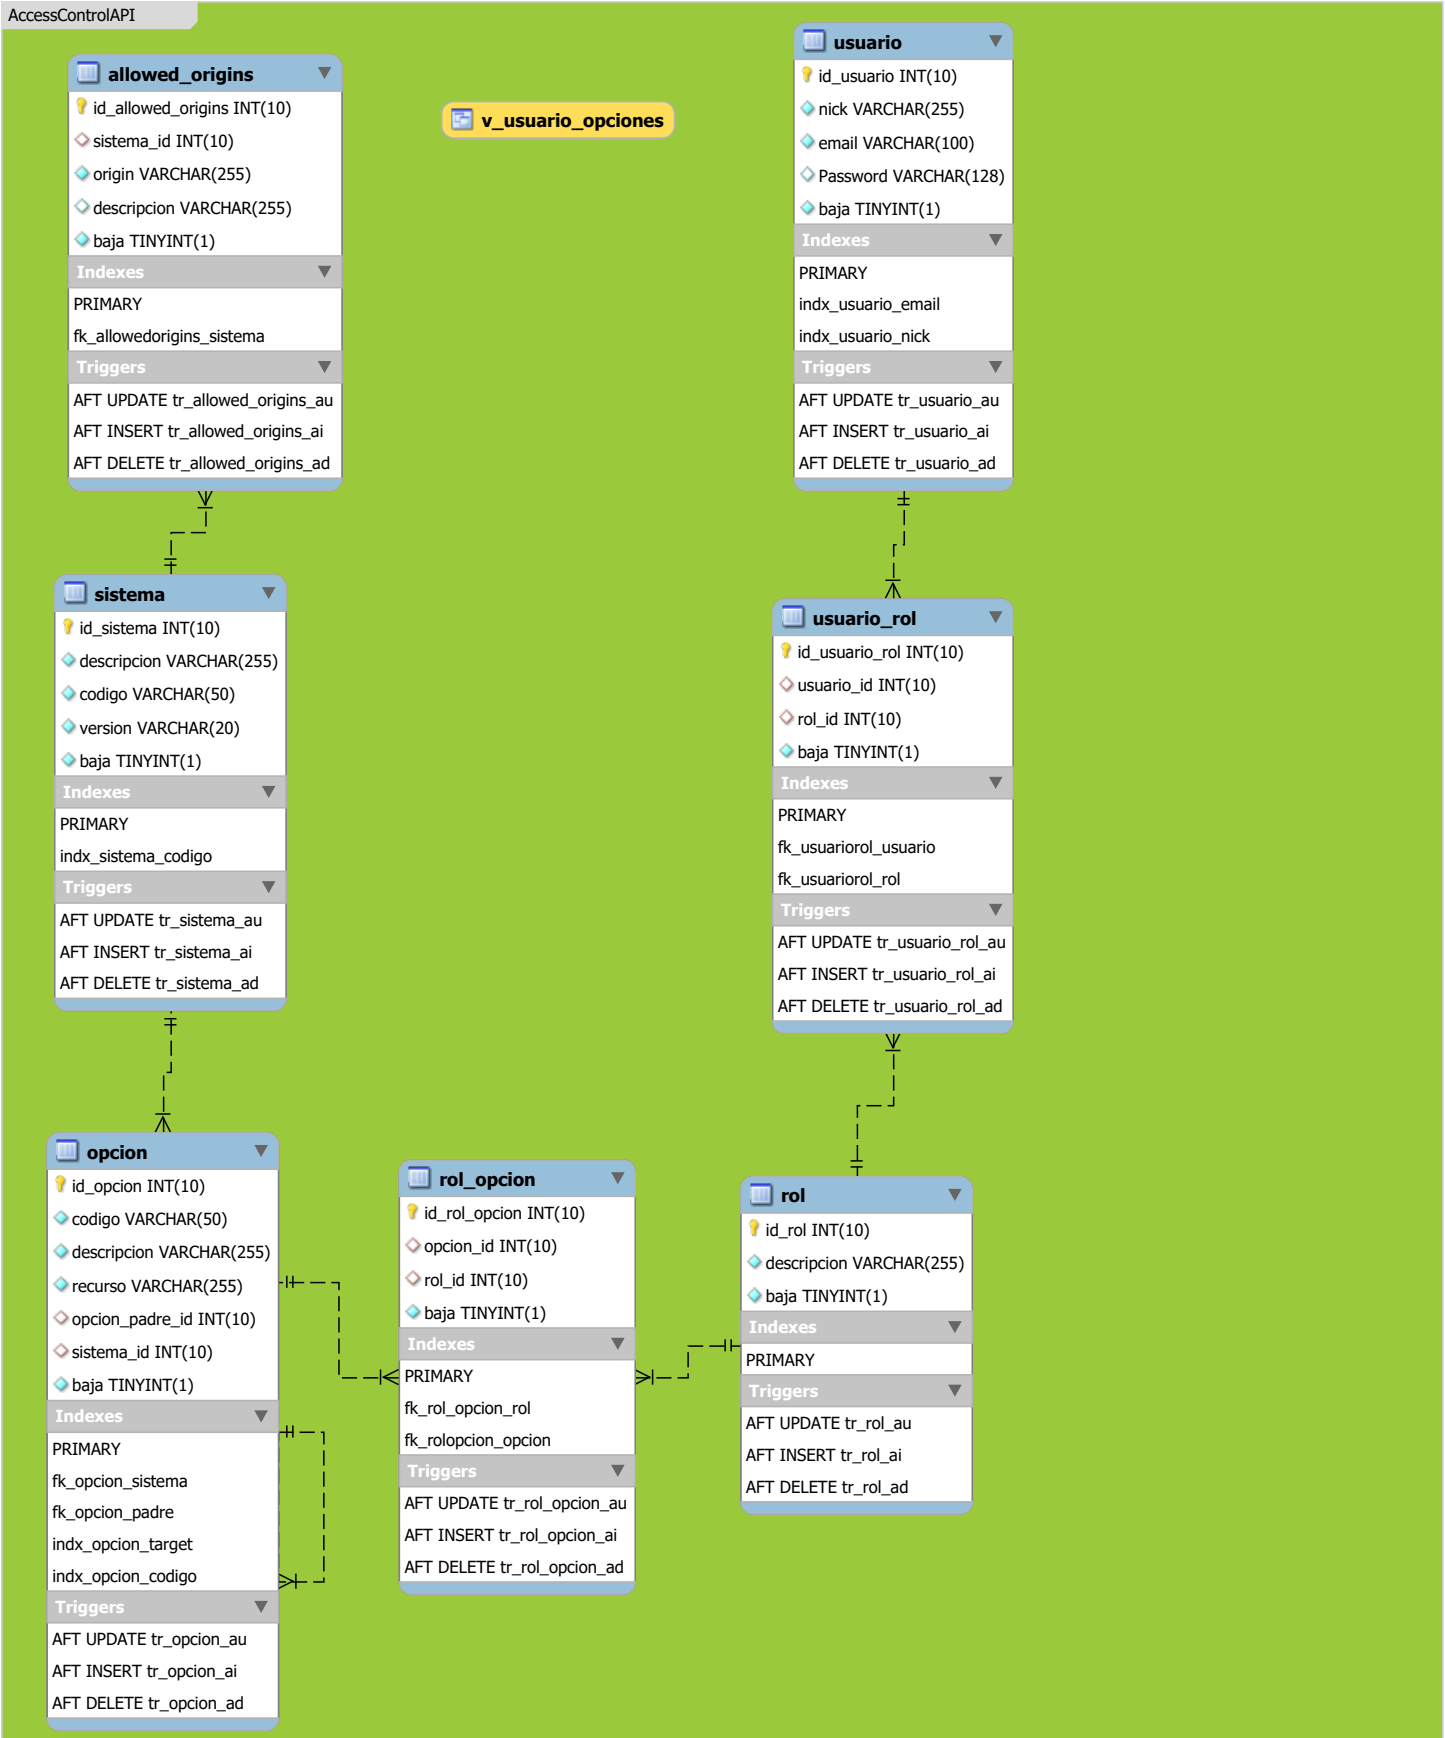 AccessControlAPI
allowed_origins
id_allowed_origins INT(10)
sistema_id INT(10)
origin VARCHAR(255)
descripcion VARCHAR(255)
baja TINYINT(1)
Indexes
PRIMARY
fk_allowedorigins_sistema
Triggers
AFT UPDATE tr_allowed_origins_au
AFT INSERT tr_allowed_origins_ai
AFT DELETE tr_allowed_origins_ad
v_usuario_opciones
usuario
id_usuario INT(10)
nick VARCHAR(255)
email VARCHAR(100)
Password VARCHAR(128)
baja TINYINT(1)
Indexes
PRIMARY
indx_usuario_email
indx_usuario_nick
Triggers
AFT UPDATE tr_usuario_au
AFT INSERT tr_usuario_ai
AFT DELETE tr_usuario_ad
sistema
id_sistema INT(10)
descripcion VARCHAR(255)
codigo VARCHAR(50)
version VARCHAR(20)
baja TINYINT(1)
Indexes
PRIMARY
indx_sistema_codigo
Triggers
AFT UPDATE tr_sistema_au
AFT INSERT tr_sistema_ai
AFT DELETE tr_sistema_ad
usuario_rol
id_usuario_rol INT(10)
usuario_id INT(10)
rol_id INT(10)
baja TINYINT(1)
Indexes
PRIMARY
fk_usuariorol_usuario
fk_usuariorol_rol
Triggers
AFT UPDATE tr_usuario_rol_au
AFT INSERT tr_usuario_rol_ai
AFT DELETE tr_usuario_rol_ad
opcion
id_opcion INT(10)
codigo VARCHAR(50)
descripcion VARCHAR(255)
recurso VARCHAR(255)
opcion_padre_id INT(10)
sistema_id INT(10)
baja TINYINT(1)
Indexes
PRIMARY
fk_opcion_sistema
fk_opcion_padre
indx_opcion_target
indx_opcion_codigo
Triggers
AFT UPDATE tr_opcion_au
AFT INSERT tr_opcion_ai
AFT DELETE tr_opcion_ad
rol_opcion
id_rol_opcion INT(10)
opcion_id INT(10)
rol_id INT(10)
baja TINYINT(1)
Indexes
PRIMARY
fk_rol_opcion_rol
fk_rolopcion_opcion
Triggers
AFT UPDATE tr_rol_opcion_au
AFT INSERT tr_rol_opcion_ai
AFT DELETE tr_rol_opcion_ad
rol
id_rol INT(10)
descripcion VARCHAR(255)
baja TINYINT(1)
Indexes
PRIMARY
Triggers
AFT UPDATE tr_rol_au
AFT INSERT tr_rol_ai
AFT DELETE tr_rol_ad